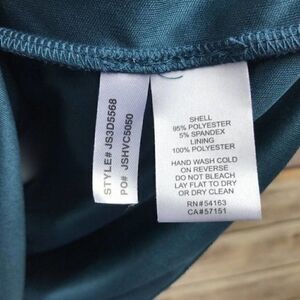 STYLE# JS3D5568
PO# JSHVC5050
SHELL
95% POLYESTER
5% SPANDEX
LINING
100% POLYESTER
HAND WASH COLD
ON REVERSE
DO NOT BLEACH
LAY FLAT TO DRY
OR DRY CLEAN
RN#54163
CA#57151